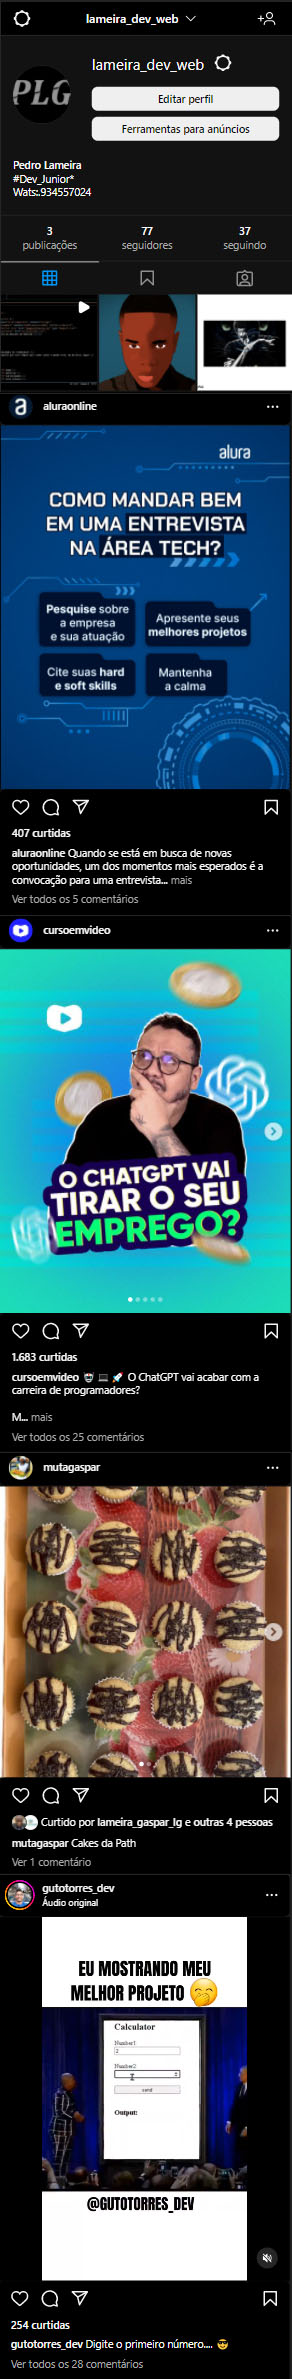 lameira_dev_web
lameira_dev_web
PLG
Editar perfil
Ferramentas para anúncios
Pedro Lameira
#Dev_Junior*
Wats:.934557024
3
publicações
77
seguidores
37
seguindo
aluraonline
alura
COMO MANDAR BEM
EM UMA ENTREVISTA
NA ÁREA TECH?
Pesquise sobre
a empresa
e sua atuação
Apresente seus
melhores projetos
Cite suas hard
e soft skills
Mantenha
a calma
407 curtidas
aluraonline Quando se está em busca de novas
oportunidades, um dos momentos mais esperados é a
convocação para uma entrevista... mais
Ver todos os 5 comentários
cursoemvideo
O CHATGPT VAI
TIRAR O SEU
EMPREGO?
1.683 curtidas
cursoemvideo 🤖 💻 🚀 O ChatGPT vai acabar com a
carreira de programadores?
M... mais
Ver todos os 25 comentários
mutagaspar
Curtido por lameira_gaspar_lg e outras 4 pessoas
mutagaspar Cakes da Path
Ver 1 comentário
gutotorres_dev
Áudio original
EU MOSTRANDO MEU
MELHOR PROJETO 🤭
Calculator
Number1
2
Number2
send
Output:
@GUTOTORRES_DEV
254 curtidas
gutotorres_dev Digite o primeiro número.... 😎
Ver todos os 28 comentários